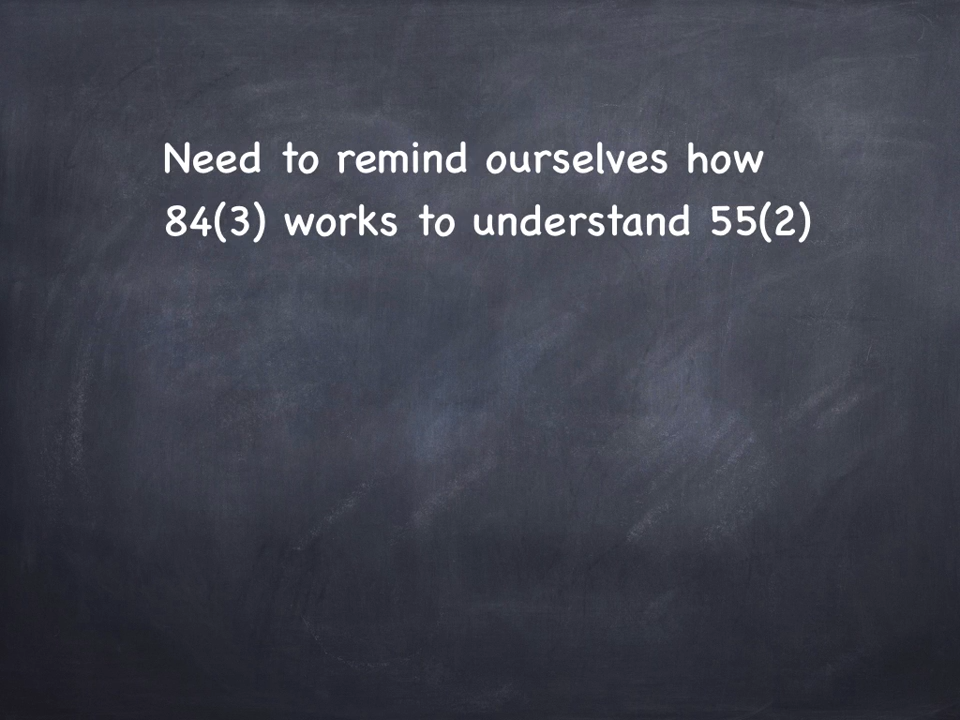 Need to remind ourselves how
84(3) works to understand 55(2)